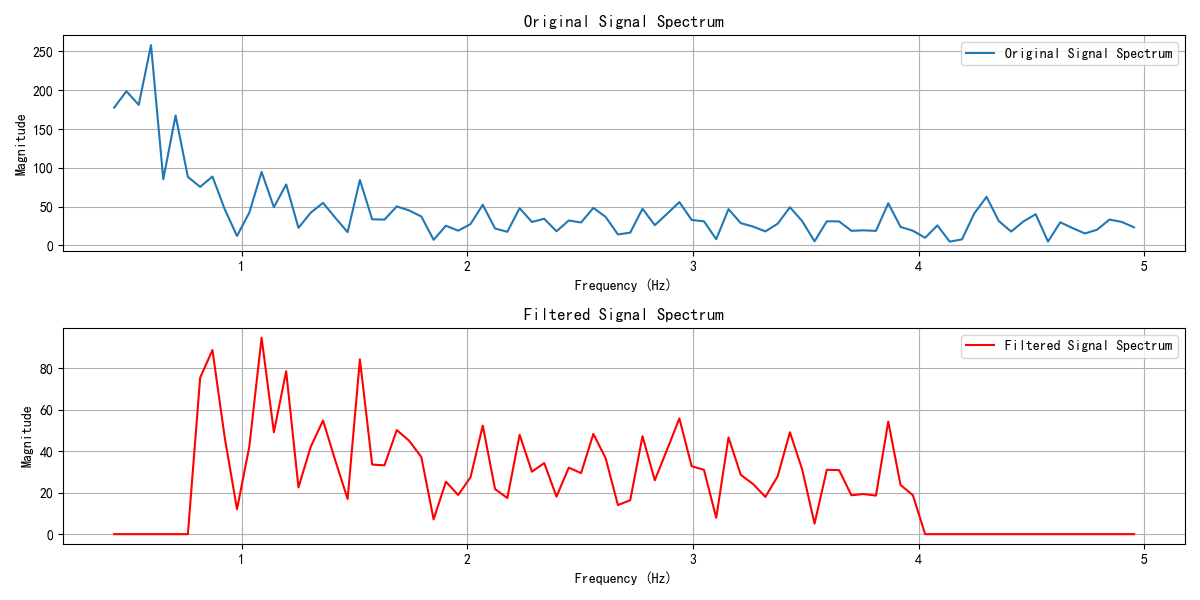 Original Signal Spectrum
Original Signal Spectrum
250
200
150
100
50
0
Magnitude
1 2 3 4 5
Frequency (Hz)
Filtered Signal Spectrum
Filtered Signal Spectrum
80
60
40
20
0
Magnitude
1 2 3 4 5
Frequency (Hz)